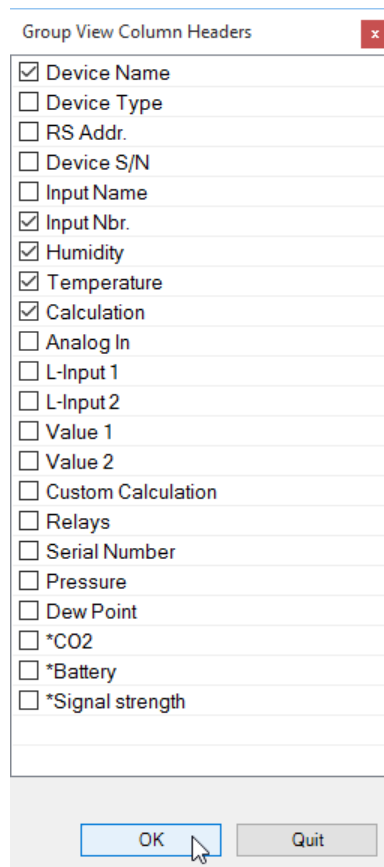 Group View Column Headers
x
Device Name
Device Type
RS Addr.
Device S/N
Input Name
Input Nbr.
Humidity
Temperature
Calculation
Analog In
L-Input 1
L-Input 2
Value 1
Value 2
Custom Calculation
Relays
Serial Number
Pressure
Dew Point
*CO2
*Battery
*Signal strength
OK Quit